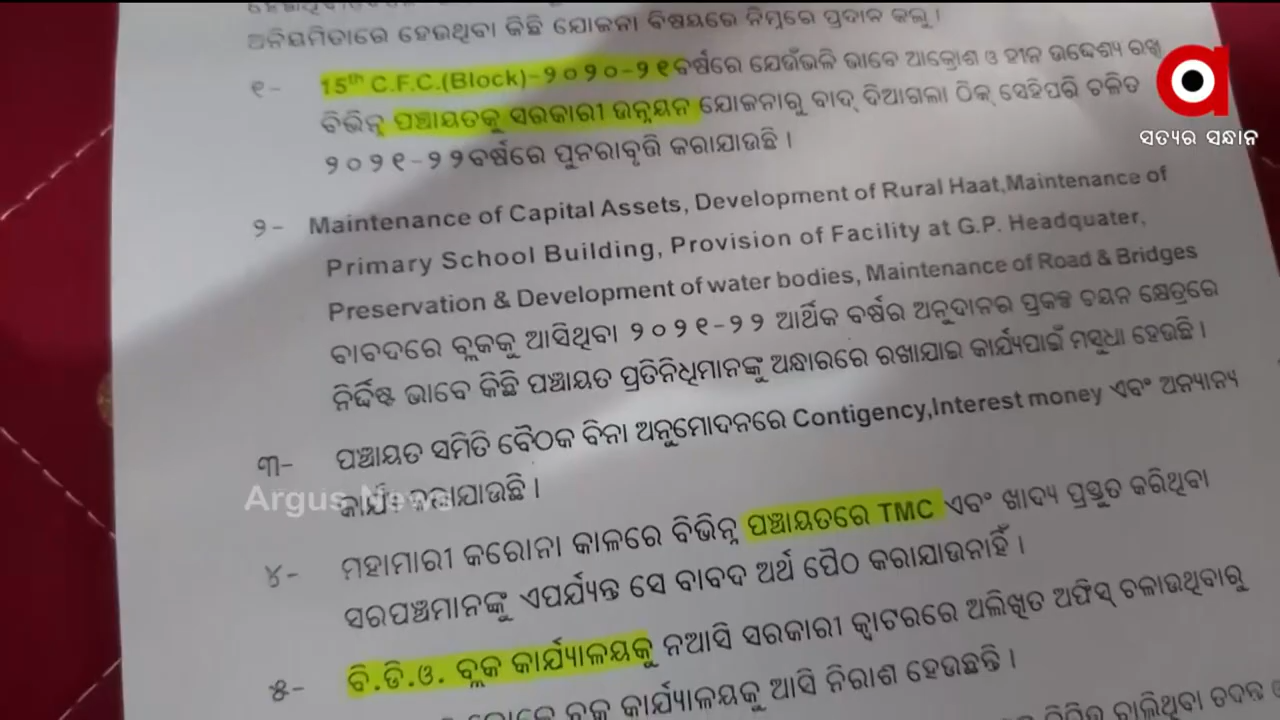 ଅନିୟମିତାରେ ହେଉଥିବା କିଛି ଯୋଜନା ବିଷୟରେ ନିମ୍ନରେ ପ୍ରଦାନ କଲୁ ।
୧- 15th C.F.C.(Block)-୨୦୨୦-୨୧ବର୍ଷରେ ଯେଉଁଭଳି ଭାବେ ଆକ୍ରୋଶ ଓ ହୀନ ଉଦ୍ଦେଶ୍ୟ ରଖି
ବିଭିନ୍ନ ପଞ୍ଚାୟତକୁ ସରକାରୀ ଉନ୍ନୟନ ଯୋଜନାରୁ ବାଦ୍ ଦିଆଗଲା ଠିକ୍ ସେହିପରି ଚଳିତ
୨୦୨୧-୨୨ବର୍ଷରେ ପୁନରାବୃତ୍ତି କରାଯାଉଛି ।
୨- Maintenance of Capital Assets, Development of Rural Haat,Maintenance of
Primary School Building, Provision of Facility at G.P. Headquater,
Preservation & Development of water bodies, Maintenance of Road & Bridges
ବାବଦରେ ବ୍ଲକକୁ ଆସିଥିବା ୨୦୨୧-୨୨ ଆର୍ଥିକ ବର୍ଷର ଅନୁଦାନର ପ୍ରକଳ୍ପ ଚୟନ କ୍ଷେତ୍ରରେ
ନିର୍ଦ୍ଦିଷ୍ଟ ଭାବେ କିଛି ପଞ୍ଚାୟତ ପ୍ରତିନିଧିମାନଙ୍କୁ ଅନ୍ଧାରରେ ରଖାଯାଇ କାର୍ଯ୍ୟପାଇଁ ମସୁଧା ହେଉଛି ।
୩- ପଞ୍ଚାୟତ ସମିତି ବୈଠକ ବିନା ଅନୁମୋଦନରେ Contigency,Interest money ଏବଂ ଅନ୍ୟାନ୍ୟ
କାର୍ଯ୍ୟ କରାଯାଉଛି ।
୪- ମହାମାରୀ କରୋନା କାଳରେ ବିଭିନ୍ନ ପଞ୍ଚାୟତରେ TMC ଏବଂ ଖାଦ୍ୟ ପ୍ରସ୍ତୁତ କରିଥିବା
ସରପଞ୍ଚମାନଙ୍କୁ ଏପର୍ଯ୍ୟନ୍ତ ସେ ବାବଦ ଅର୍ଥ ପୈଠ କରାଯାଉନାହିଁ ।
୫- ବି.ଡି.ଓ. ବ୍ଲକ କାର୍ଯ୍ୟାଳୟକୁ ନଆସି ସରକାରୀ କ୍ୱାଟରରେ ଅଲିଖିତ ଅଫିସ୍ ଚଳାଉଥିବାରୁ
ବ୍ଲକ କାର୍ଯ୍ୟାଳୟକୁ ଆସି ନିରାଶ ହେଉଛନ୍ତି ।
ତଦନ୍ତ
ସତ୍ୟର ସନ୍ଧାନ
Argus News